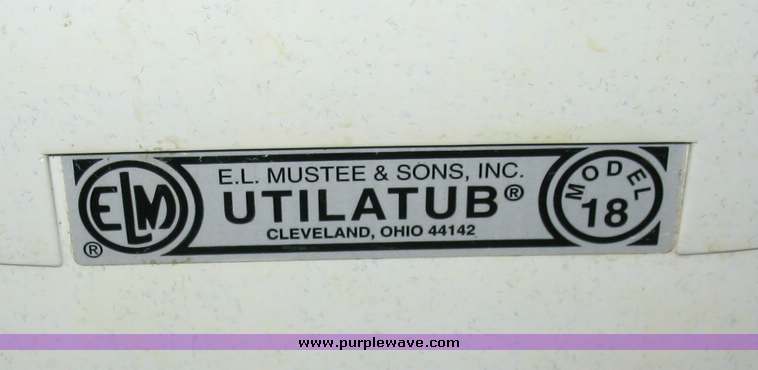 ELM
®
E.L. MUSTEE & SONS, INC.
UTILATUB®
CLEVELAND, OHIO 44142
MODEL
18
www.purplewave.com